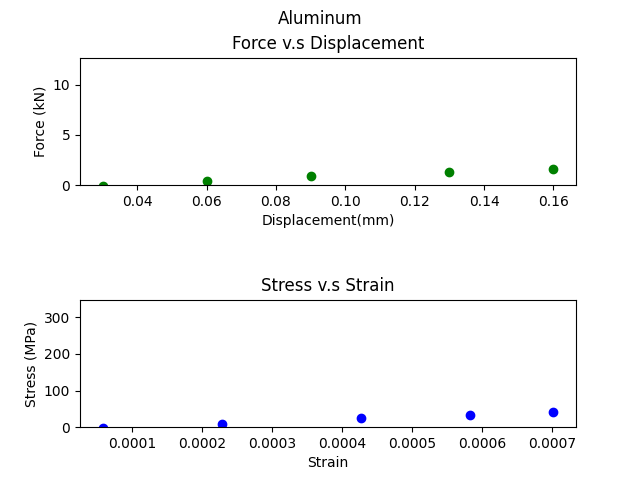 Aluminum
Force v.s Displacement
Force (kN)
10
5
0
0.04 0.06 0.08 0.10 0.12 0.14 0.16
Displacement(mm)
Stress v.s Strain
Stress (MPa)
300
200
100
0
0.0001 0.0002 0.0003 0.0004 0.0005 0.0006 0.0007
Strain